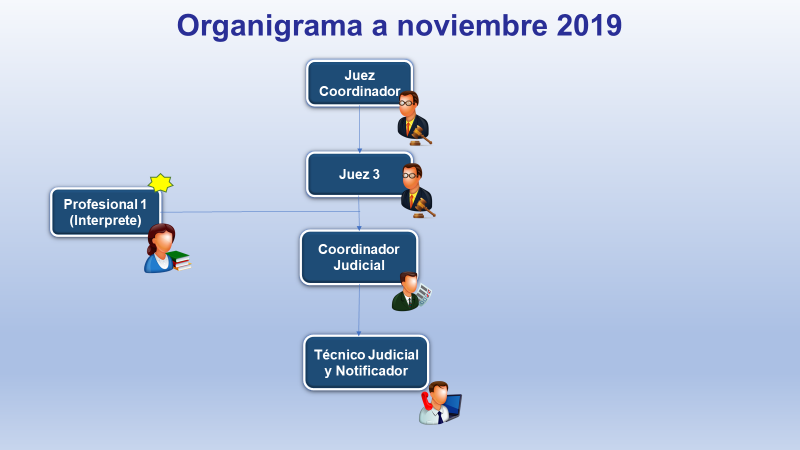 Organigrama a noviembre 2019
Juez
Coordinador
Juez 3
Profesional 1
(Interprete)
Coordinador
Judicial
Técnico Judicial
y Notificador